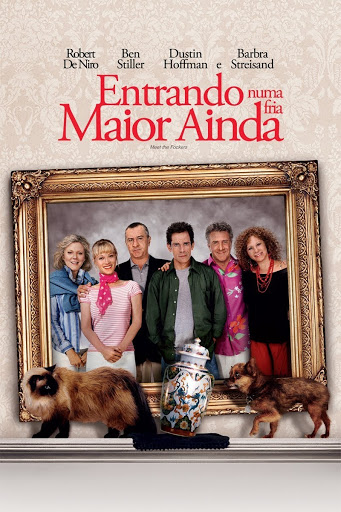 Robert Ben Dustin Barbra
De Niro Stiller Hoffman e Streisand
Entrando numa
fria
Maior Ainda
Meet the Fockers